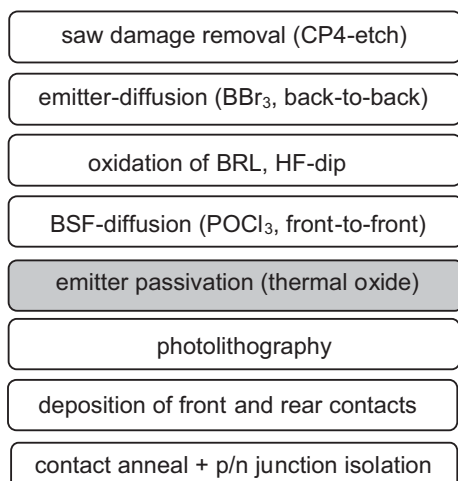 saw damage removal (CP4-etch)
emitter-diffusion (BBr₃, back-to-back)
oxidation of BRL, HF-dip
BSF-diffusion (POCl₃, front-to-front)
emitter passivation (thermal oxide)
photolithography
deposition of front and rear contacts
contact anneal + p/n junction isolation